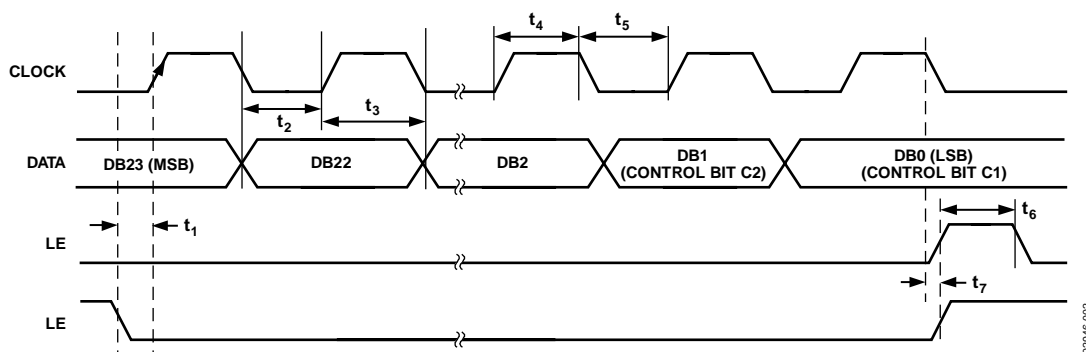 t4 t5
CLOCK
t2 t3
DATA
DB23 (MSB) DB22 DB2 DB1 (CONTROL BIT C2) DB0 (LSB) (CONTROL BIT C1)
t1 t6
LE
t7
LE